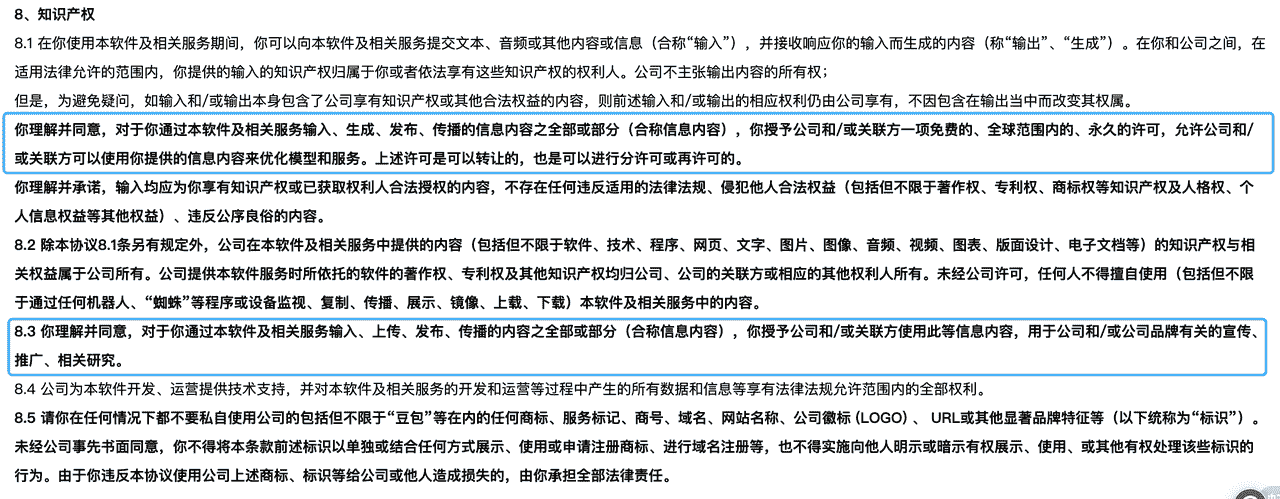 8、知识产权
8.1 在你使用本软件及相关服务期间，你可以向本软件及相关服务提交文本、音频或其他内容或信息（合称“输入”），并接收响应你的输入而生成的内容（称“输出”、“生成”）。在你和公司之间，在
适用法律允许的范围内，你提供的输入的知识产权归属于你或者依法享有这些知识产权的权利人。公司不主张输出内容的所有权；
但是，为避免疑问，如输入和/或输出本身包含了公司享有知识产权或其他合法权益的内容，则前述输入和/或输出的相应权利仍由公司享有，不因包含在输出当中而改变其权属。
你理解并同意，对于你通过本软件及相关服务输入、生成、发布、传播的信息内容之全部或部分（合称信息内容），你授予公司和/或关联方一项免费的、全球范围内的、永久的许可，允许公司和/
或关联方可以使用你提供的信息内容来优化模型和服务。上述许可是可以转让的，也是可以进行分许可或再许可的。
你理解并承诺，输入均应为你享有知识产权或已获取权利人合法授权的内容，不存在任何违反适用的法律法规、侵犯他人合法权益（包括但不限于著作权、专利权、商标权等知识产权及人格权、个
人信息权益等其他权益）、违反公序良俗的内容。
8.2 除本协议8.1条另有规定外，公司在本软件及相关服务中提供的内容（包括但不限于软件、技术、程序、网页、文字、图片、图像、音频、视频、图表、版面设计、电子文档等）的知识产权与相
关权益属于公司所有。公司提供本软件服务时所依托的软件的著作权、专利权及其他知识产权均归公司、公司的关联方或相应的其他权利人所有。未经公司许可，任何人不得擅自使用（包括但不限
于通过任何机器人、“蜘蛛”等程序或设备监视、复制、传播、展示、镜像、上载、下载）本软件及相关服务中的内容。
8.3 你理解并同意，对于你通过本软件及相关服务输入、上传、发布、传播的内容之全部或部分（合称信息内容），你授予公司和/或关联方使用此等信息内容，用于公司和/或公司品牌有关的宣传、
推广、相关研究。
8.4 公司为本软件开发、运营提供技术支持，并对本软件及相关服务的开发和运营等过程中产生的所有数据和信息等享有法律法规允许范围内的全部权利。
8.5 请你在任何情况下都不要私自使用公司的包括但不限于“豆包”等在内的任何商标、服务标记、商号、域名、网站名称、公司徽标 (LOGO) 、 URL或其他显著品牌特征等（以下统称为“标识”）。
未经公司事先书面同意，你不得将本条款前述标识以单独或结合任何方式展示、使用或申请注册商标、进行域名注册等，也不得实施向他人明示或暗示有权展示、使用、或其他有权处理该些标识的
行为。由于你违反本协议使用公司上述商标、标识等给公司或他人造成损失的，由你承担全部法律责任。